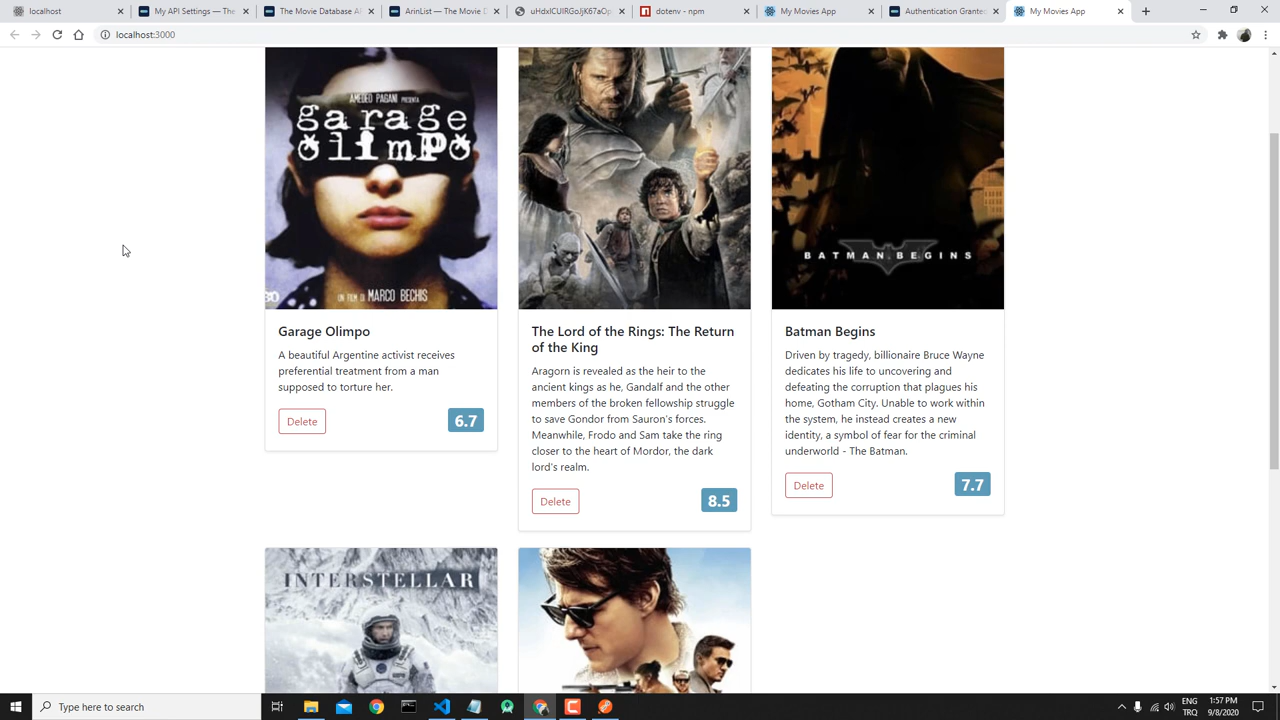 localhost
My API Settings — The
The Movie Database AP
ArinList — The Movie D
uHdxlCUIRGoJjK67aOp
dotenv - npm
My Movies App
Authentication Granted
My Movies App
localhost:3000
AMEDEO PAGANI PRESENTA
garage
olimpo
UN FILM DI MARCO BECHIS
BATMAN BEGINS
Garage Olimpo
A beautiful Argentine activist receives
preferential treatment from a man
supposed to torture her.
Delete
6.7
The Lord of the Rings: The Return
of the King
Aragorn is revealed as the heir to the
ancient kings as he, Gandalf and the other
members of the broken fellowship struggle
to save Gondor from Sauron's forces.
Meanwhile, Frodo and Sam take the ring
closer to the heart of Mordor, the dark
lord's realm.
Delete
8.5
Batman Begins
Driven by tragedy, billionaire Bruce Wayne
dedicates his life to uncovering and
defeating the corruption that plagues his
home, Gotham City. Unable to work within
the system, he instead creates a new
identity, a symbol of fear for the criminal
underworld - The Batman.
Delete
7.7
INTERSTELLAR
Type here to search
ENG
TRQ
1:57 PM
9/8/2020